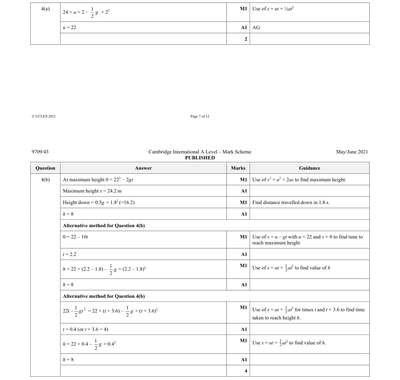 4(a)
24 = u × 2 − 1/2 g × 2²
M1
Use of s = ut + ½at²
u = 22
A1
AG
2
© UCLES 2021
Page 7 of 12
9709/43
Cambridge International A Level – Mark Scheme
May/June 2021
PUBLISHED
Question
Answer
Marks
Guidance
4(b)
At maximum height 0 = 22² − 2gs
M1
Use of v² = u² + 2as to find maximum height.
Maximum height s = 24.2 m
A1
Height down = 0.5g × 1.8² (=16.2)
M1
Find distance travelled down in 1.8 s.
h = 8
A1
Alternative method for Question 4(b)
0 = 22 − 10t
M1
Use of v = u − gt with u = 22 and v = 0 to find time to
reach maximum height
t = 2.2
A1
h = 22 × (2.2 − 1.8) − 1/2 g × (2.2 − 1.8)²
M1
Use of s = ut + 1/2 at² to find value of h
h = 8
A1
Alternative method for Question 4(b)
22t − 1/2 gt² = 22 × (t + 3.6) − 1/2 g × (t + 3.6)²
M1
Use of s = ut + 1/2 at² for times t and t + 3.6 to find time
taken to reach height h.
t = 0.4 (or t + 3.6 = 4)
A1
h = 22 × 0.4 − 1/2 g × 0.4²
M1
Use s = ut + 1/2 at² to find value of h.
h = 8
A1
4